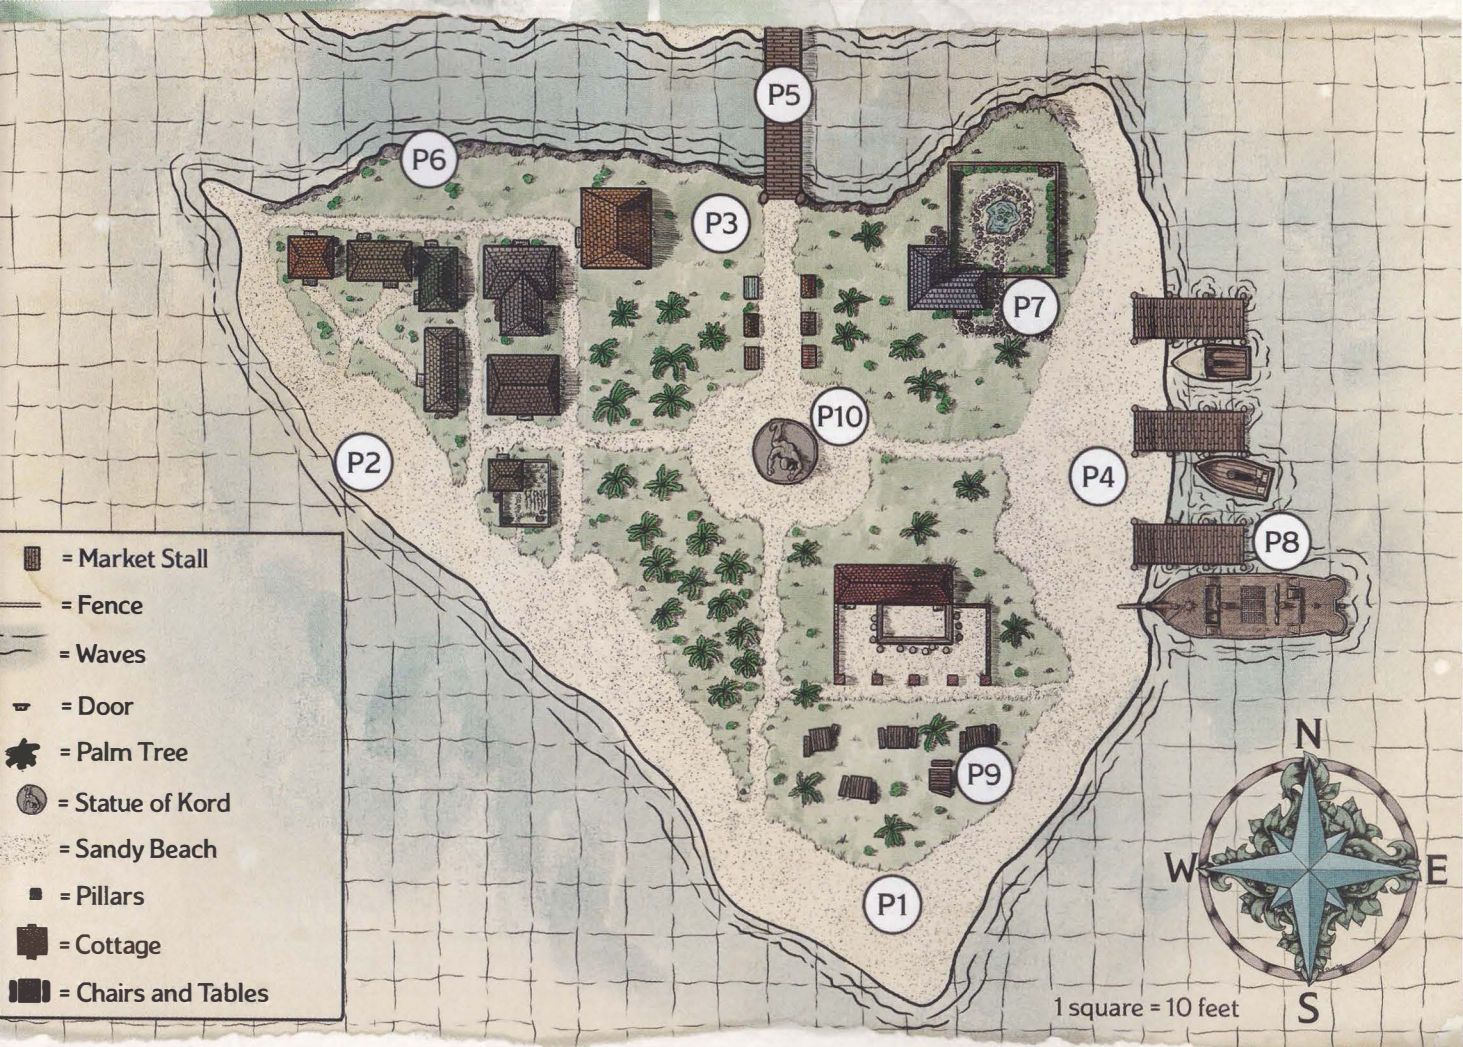 P5
P6
P3
P7
P10
P2
P4
P8
= Market Stall
= Fence
= Waves
= Door
= Palm Tree
= Statue of Kord
= Sandy Beach
= Pillars
= Cottage
= Chairs and Tables
P9
P1
N
W
E
S
1 square = 10 feet